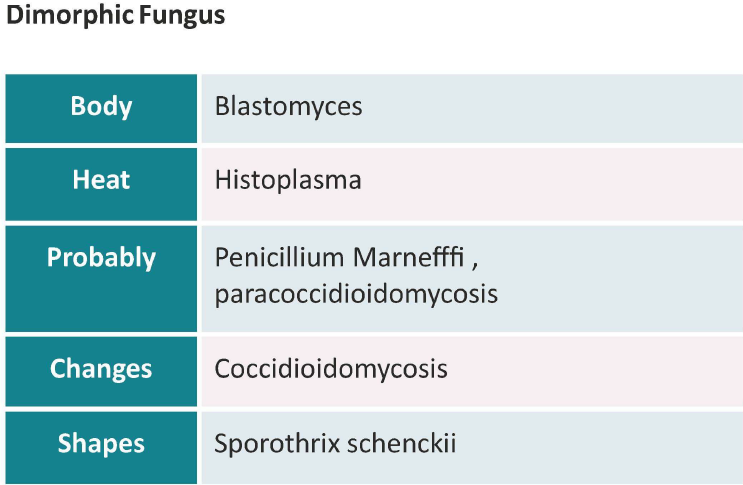 Dimorphic Fungus
Body Blastomyces
Heat Histoplasma
Probably Penicillium Marnefffi ,
paracoccidioidomycosis
Changes Coccidioidomycosis
Shapes Sporothrix schenckii